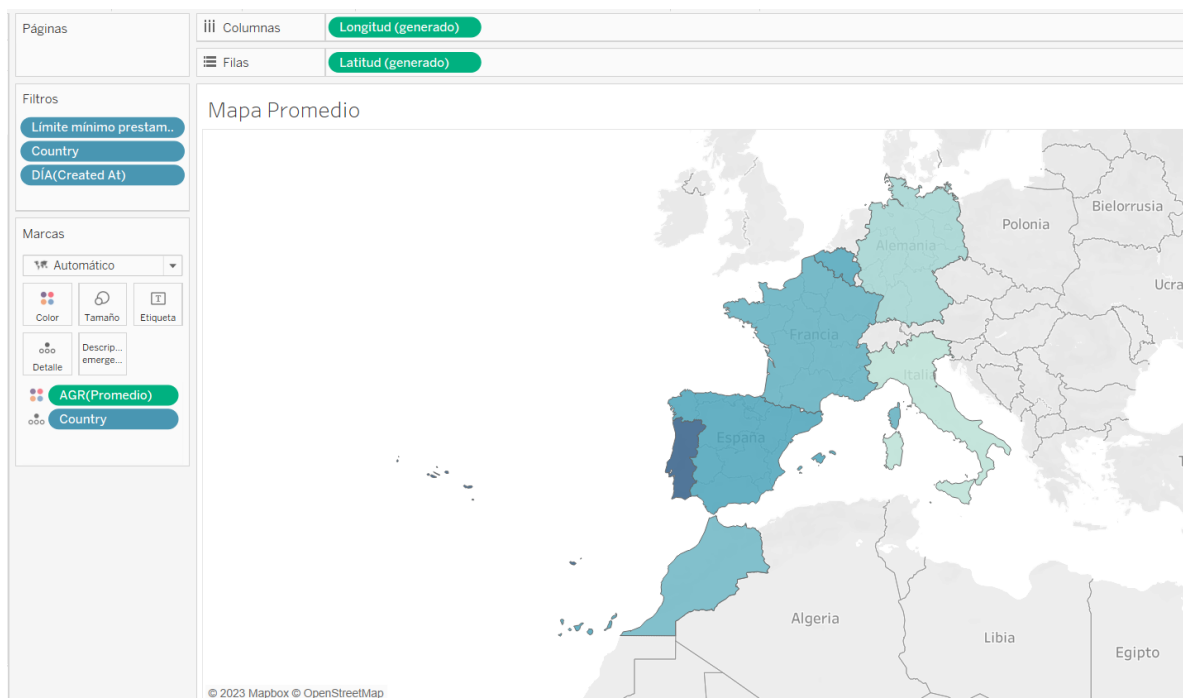 Páginas
Columnas
Longitud (generado)
Filas
Latitud (generado)
Filtros
Límite mínimo prestam..
Country
DÍA(Created At)
Marcas
Automático
Color
Tamaño
T
Etiqueta
Detalle
Descrip...
emerge...
AGR(Promedio)
Country
Mapa Promedio
Bielorrusia
Polonia
Alemania
Ucra
Francia
Italia
España
T
Algeria
Libia
Egipto
© 2023 Mapbox © OpenStreetMap